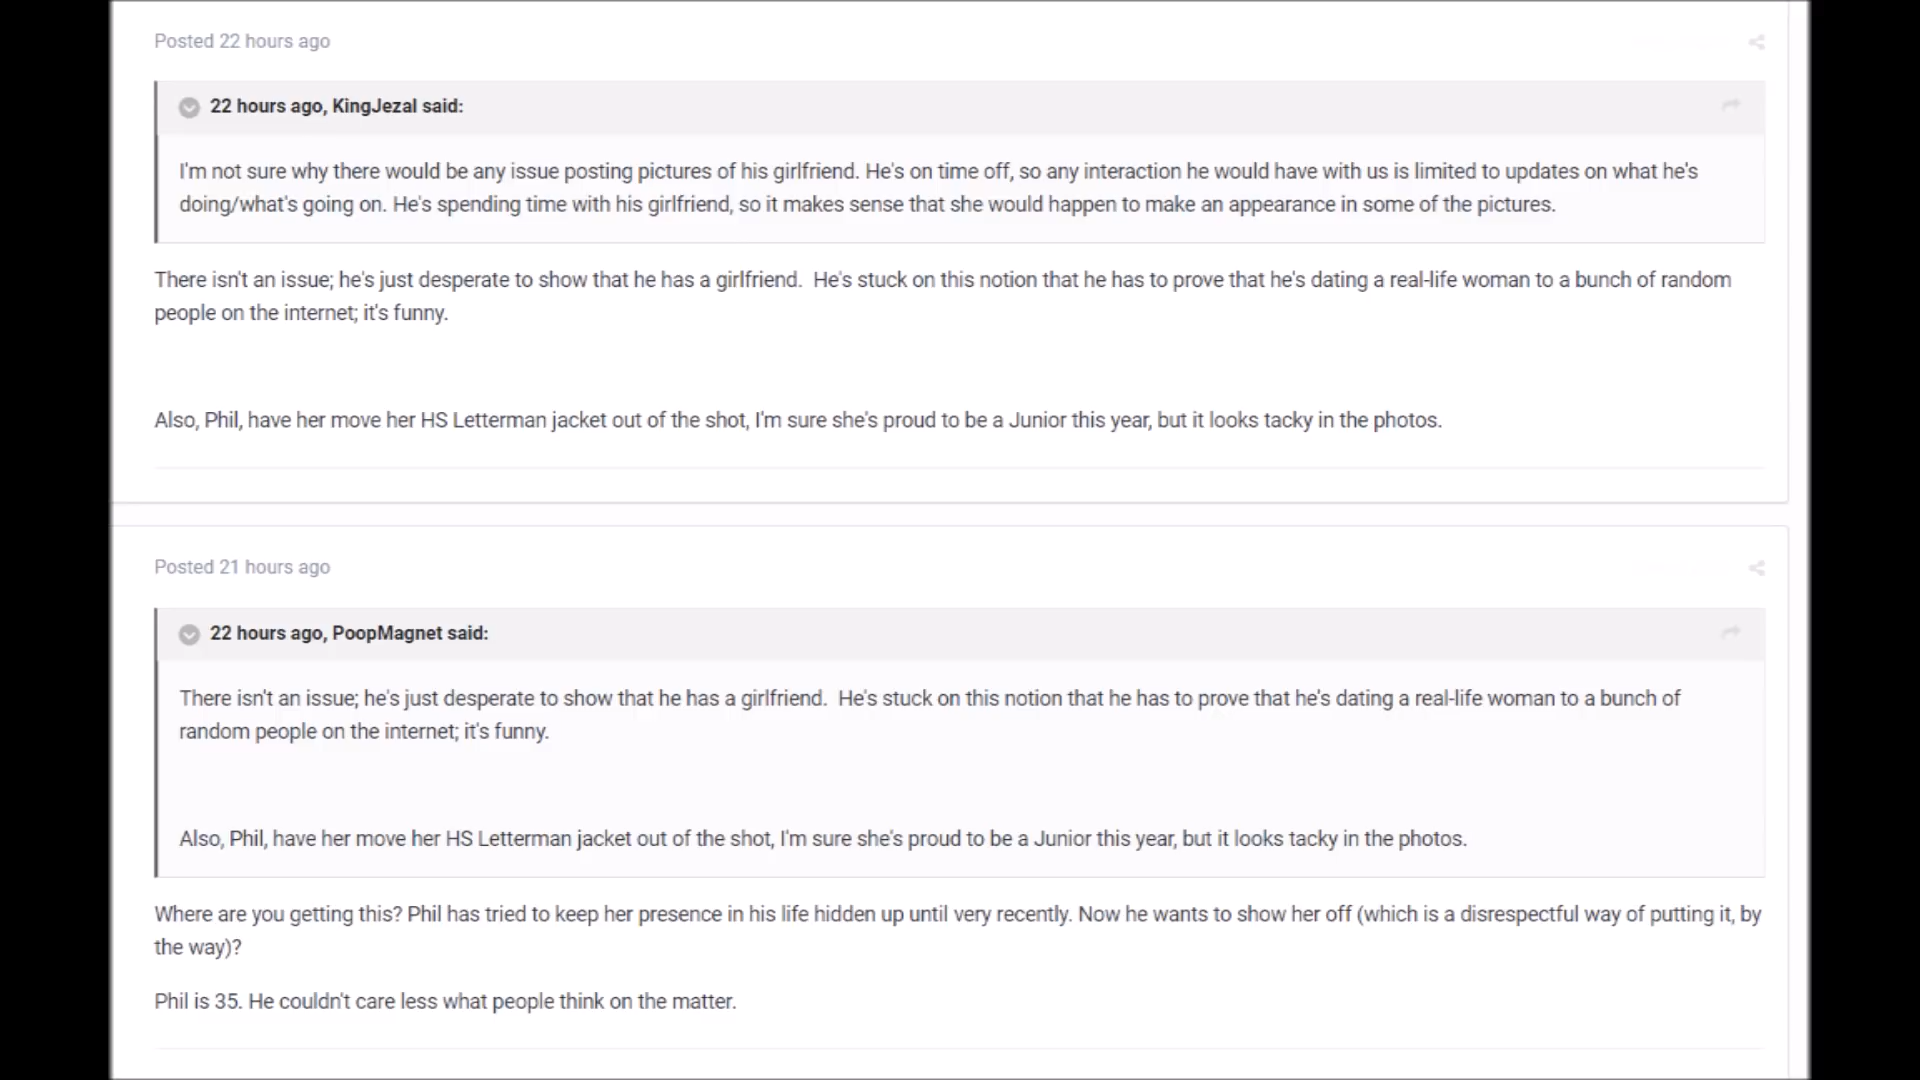 Posted 22 hours ago
22 hours ago, KingJezal said:
I'm not sure why there would be any issue posting pictures of his girlfriend. He's on time off, so any interaction he would have with us is limited to updates on what he's
doing/what's going on. He's spending time with his girlfriend, so it makes sense that she would happen to make an appearance in some of the pictures.
There isn't an issue; he's just desperate to show that he has a girlfriend.  He's stuck on this notion that he has to prove that he's dating a real-life woman to a bunch of random
people on the internet; it's funny.
Also, Phil, have her move her HS Letterman jacket out of the shot, I'm sure she's proud to be a Junior this year, but it looks tacky in the photos.
Posted 21 hours ago
22 hours ago, PoopMagnet said:
There isn't an issue; he's just desperate to show that he has a girlfriend.  He's stuck on this notion that he has to prove that he's dating a real-life woman to a bunch of
random people on the internet; it's funny.
Also, Phil, have her move her HS Letterman jacket out of the shot, I'm sure she's proud to be a Junior this year, but it looks tacky in the photos.
Where are you getting this? Phil has tried to keep her presence in his life hidden up until very recently. Now he wants to show her off (which is a disrespectful way of putting it, by
the way)?
Phil is 35. He couldn't care less what people think on the matter.